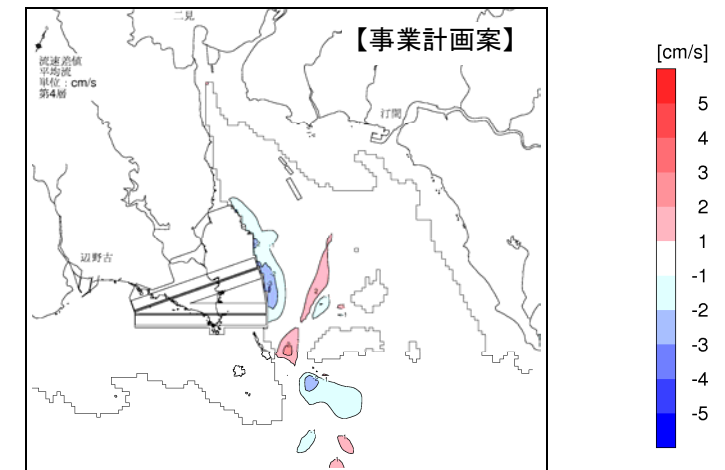 二見
【事業計画案】
流速差値
平均流
単位：cm/s
第4層
汀間
辺野古
[cm/s]
5
4
3
2
1
-1
-2
-3
-4
-5